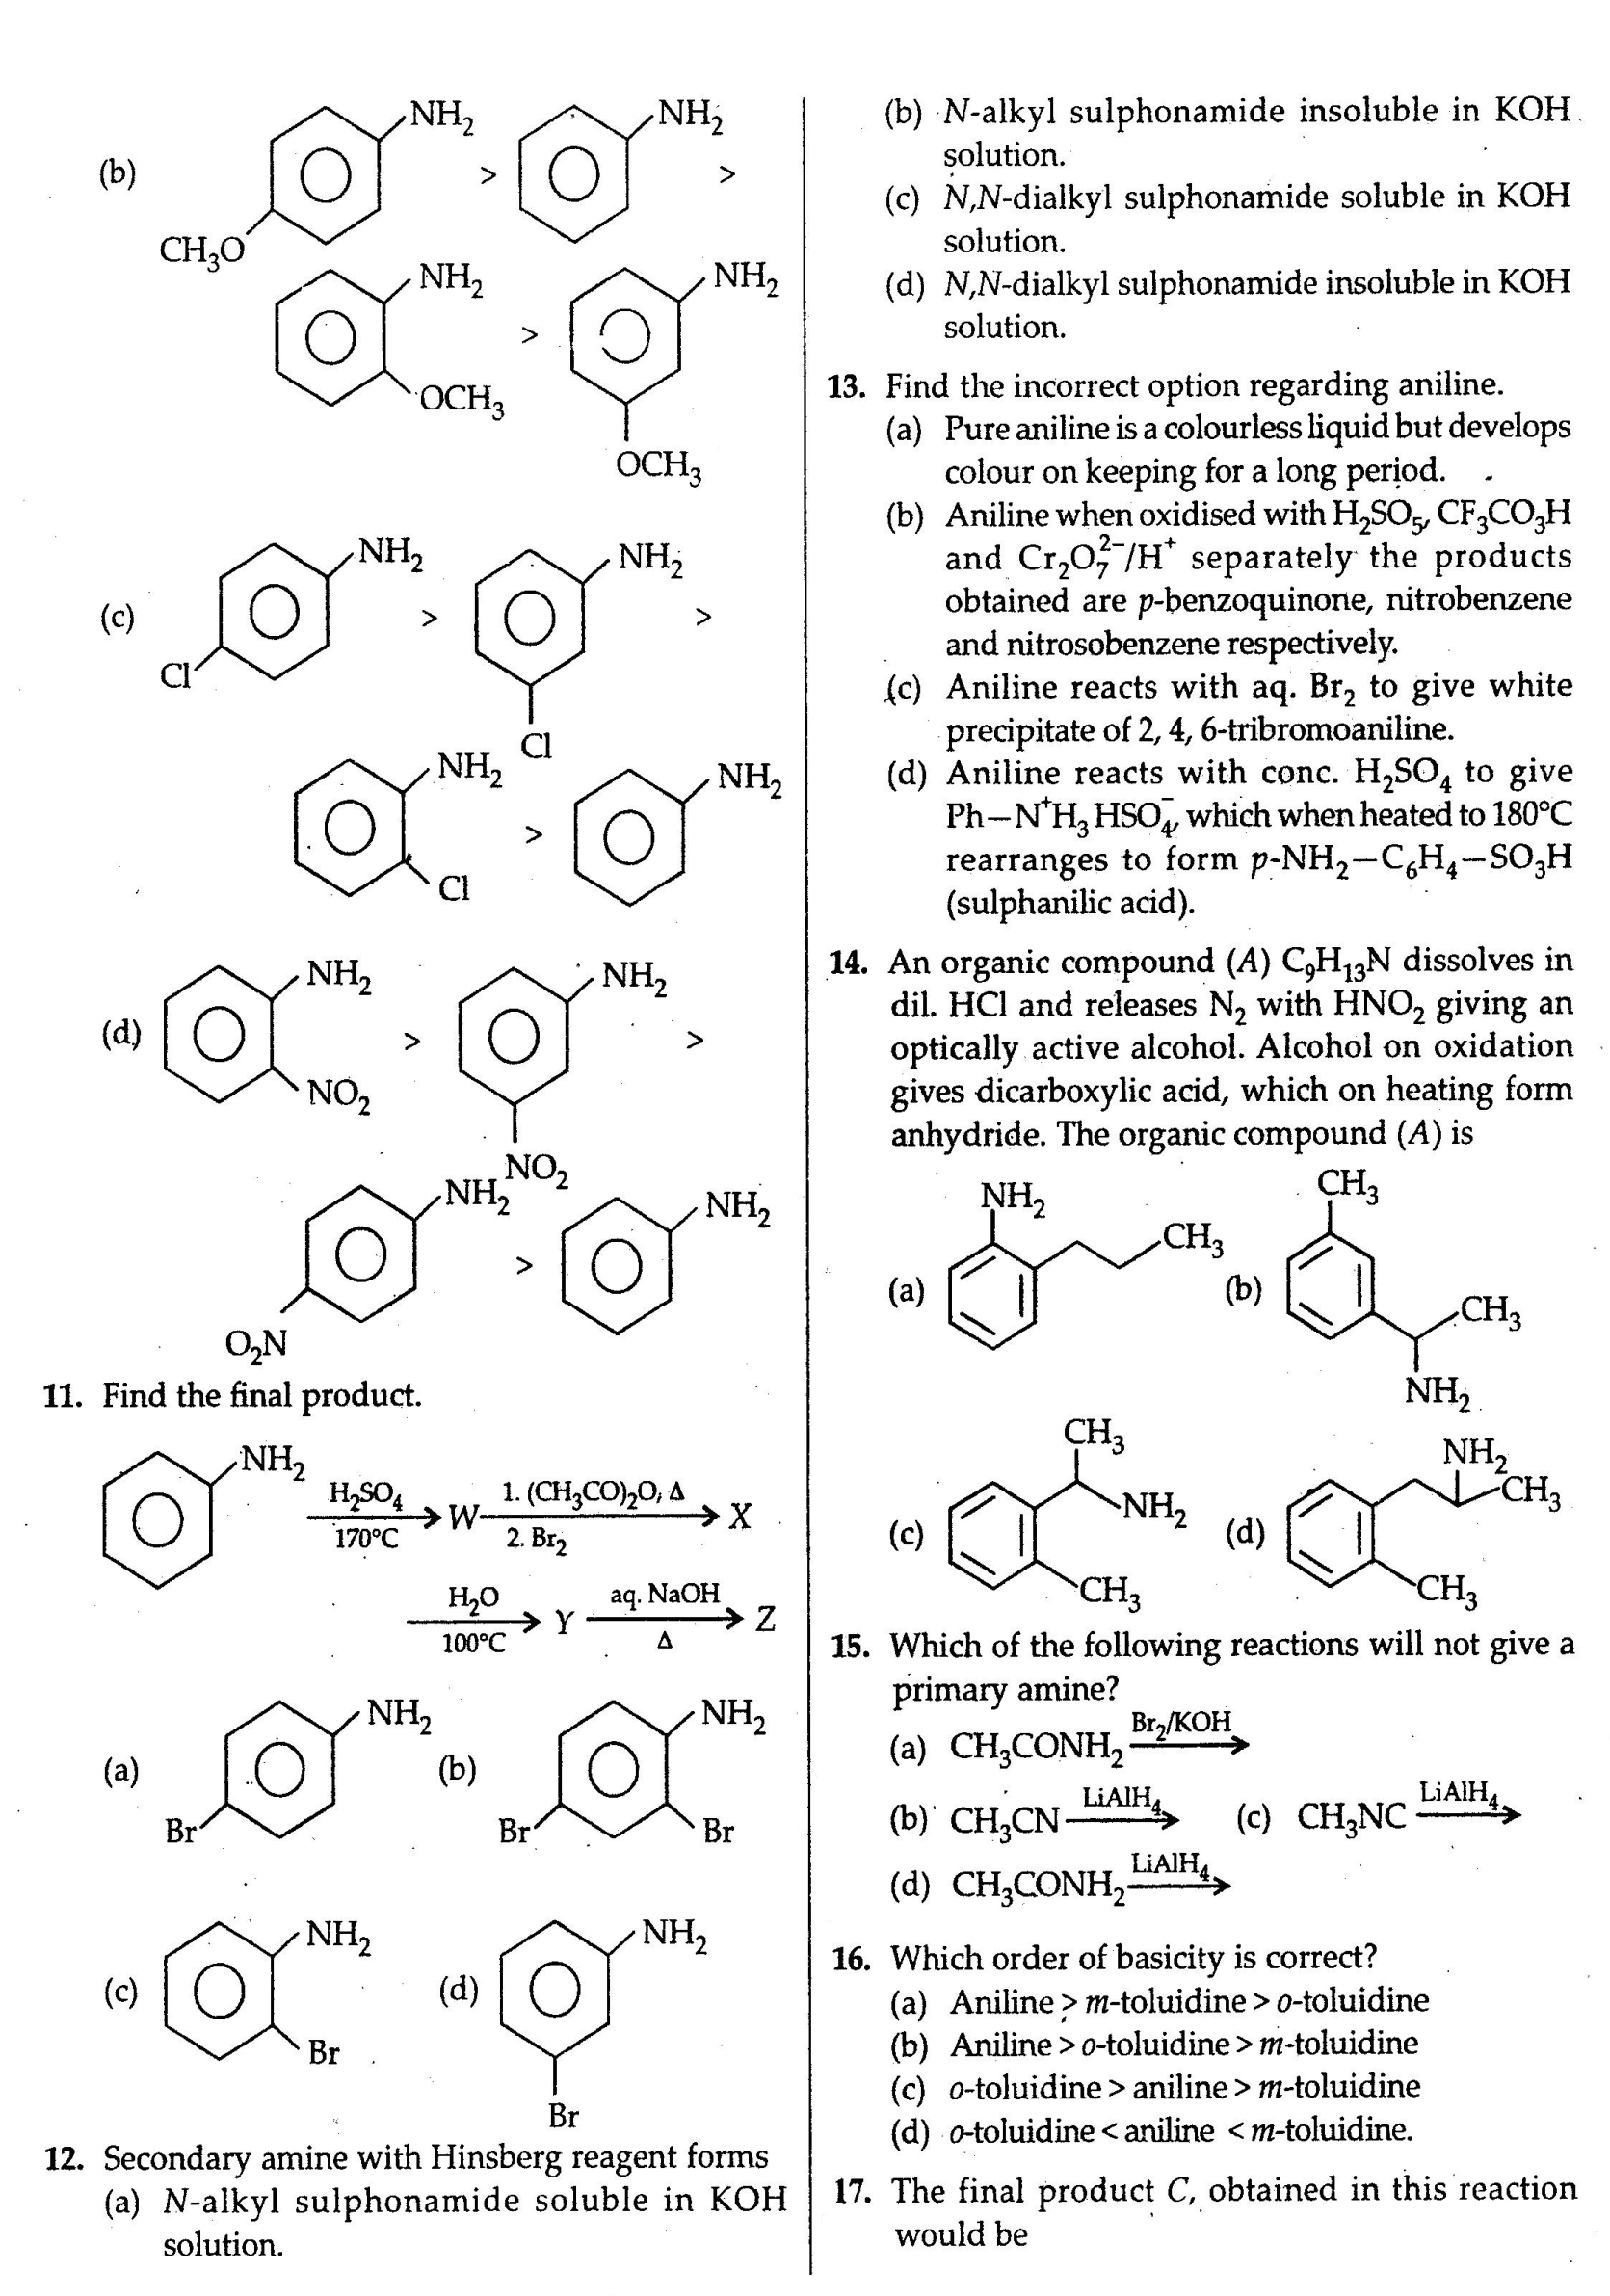 (b) NH₂ > NH₂ >
CH₃O
NH₂ > NH₂
OCH₃
OCH₃
(c) NH₂ > NH₂ >
Cl
Cl
NH₂ > NH₂
Cl
(d) NH₂ > NH₂ >
NO₂
NO₂
NH₂ > NH₂
O₂N
11. Find the final product.
NH₂
H₂SO₄ 1. (CH₃CO)₂O, Δ
→ W → X
170°C 2. Br₂
H₂O aq. NaOH
→ Y → Z
100°C Δ
(a) NH₂ (b) NH₂
Br Br Br
(c) NH₂ (d) NH₂
Br
Br
12. Secondary amine with Hinsberg reagent forms
(a) N-alkyl sulphonamide soluble in KOH
solution.
(b) N-alkyl sulphonamide insoluble in KOH
solution.
(c) N,N-dialkyl sulphonamide soluble in KOH
solution.
(d) N,N-dialkyl sulphonamide insoluble in KOH
solution.
13. Find the incorrect option regarding aniline.
(a) Pure aniline is a colourless liquid but develops
colour on keeping for a long period.
(b) Aniline when oxidised with H₂SO₅, CF₃CO₃H
and Cr₂O₇²⁻/H⁺ separately the products
obtained are p-benzoquinone, nitrobenzene
and nitrosobenzene respectively.
(c) Aniline reacts with aq. Br₂ to give white
precipitate of 2, 4, 6-tribromoaniline.
(d) Aniline reacts with conc. H₂SO₄ to give
Ph—N⁺H₃ HSO₄⁻, which when heated to 180°C
rearranges to form p-NH₂—C₆H₄—SO₃H
(sulphanilic acid).
14. An organic compound (A) C₉H₁₃N dissolves in
dil. HCl and releases N₂ with HNO₂ giving an
optically active alcohol. Alcohol on oxidation
gives dicarboxylic acid, which on heating form
anhydride. The organic compound (A) is
NH₂ CH₃
CH₃
(a) (b)
CH₃
NH₂
CH₃ NH₂
CH₃
NH₂
(c) (d)
CH₃ CH₃
15. Which of the following reactions will not give a
primary amine?
(a) CH₃CONH₂ Br₂/KOH →
(b) CH₃CN LiAlH₄ → (c) CH₃NC LiAlH₄ →
(d) CH₃CONH₂ LiAlH₄ →
16. Which order of basicity is correct?
(a) Aniline > m-toluidine > o-toluidine
(b) Aniline > o-toluidine > m-toluidine
(c) o-toluidine > aniline > m-toluidine
(d) o-toluidine < aniline < m-toluidine.
17. The final product C, obtained in this reaction
would be